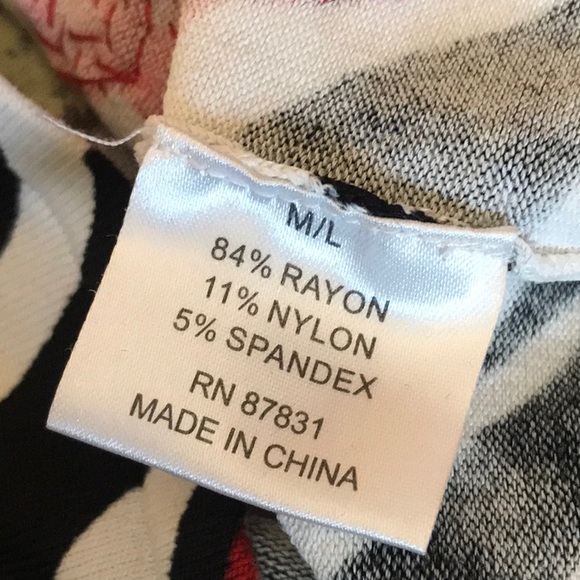 M/L
84% RAYON
11% NYLON
5% SPANDEX
RN 87831
MADE IN CHINA